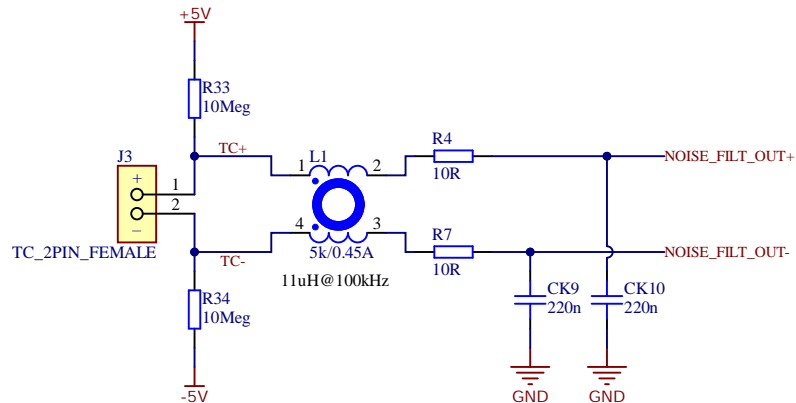 +5V
R33
10Meg
J3
TC+
L1
R4
+
1
1
2
10R
NOISE_FILT_OUT+
2
4
3
R7
−
TC_2PIN_FEMALE
TC-
5k/0.45A
10R
NOISE_FILT_OUT-
11uH@100kHz
R34
10Meg
CK9
220n
CK10
220n
-5V
GND
GND